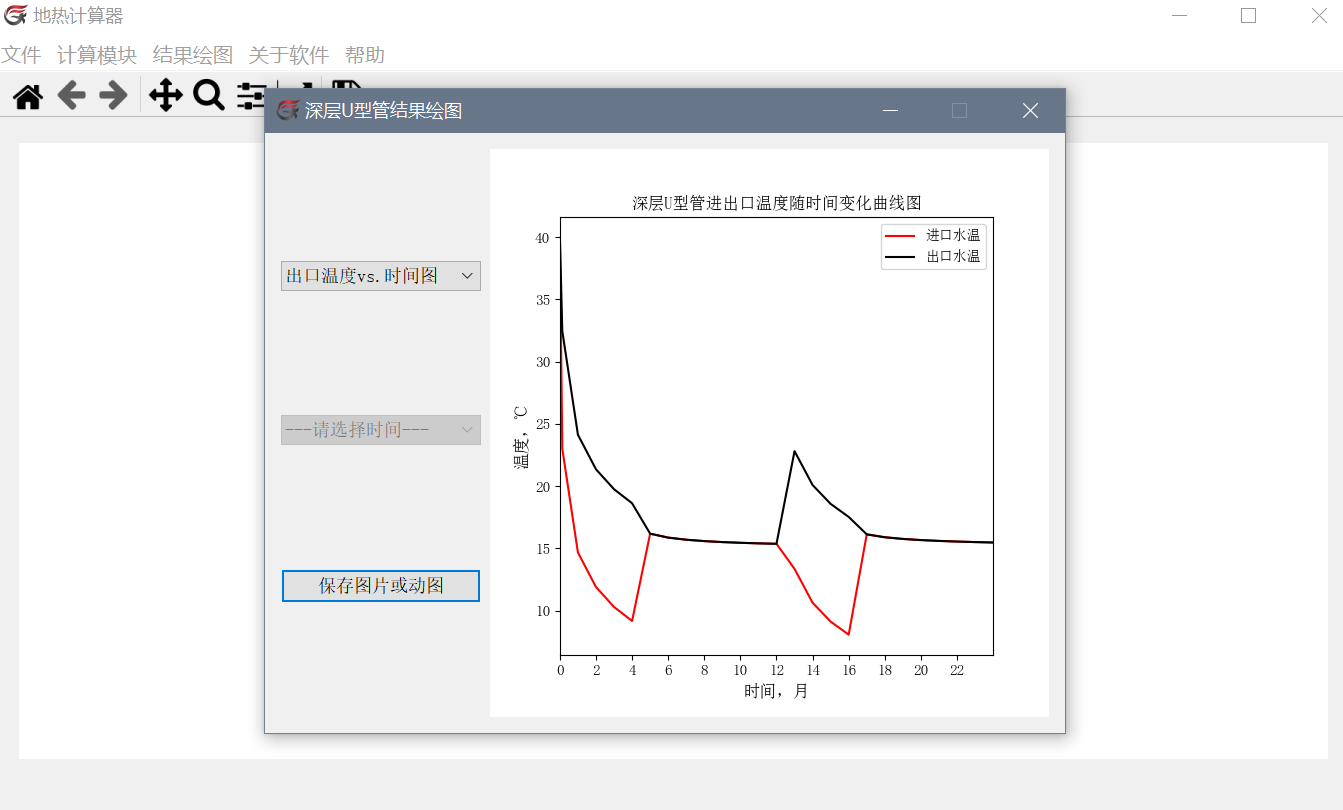 地热计算器
文件 计算模块 结果绘图 关于软件 帮助
深层U型管结果绘图
出口温度vs.时间图
---请选择时间---
保存图片或动图
深层U型管进出口温度随时间变化曲线图
进口水温
出口水温
40
35
30
25
20
15
10
温度，℃
0 2 4 6 8 10 12 14 16 18 20 22
时间，月